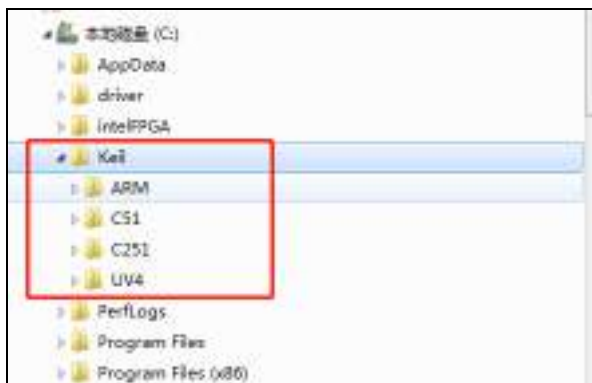 本地磁盘 (C:)
AppData
driver
intelFPGA
Keil
ARM
C51
C251
UV4
PerfLogs
Program Files
Program Files (x86)